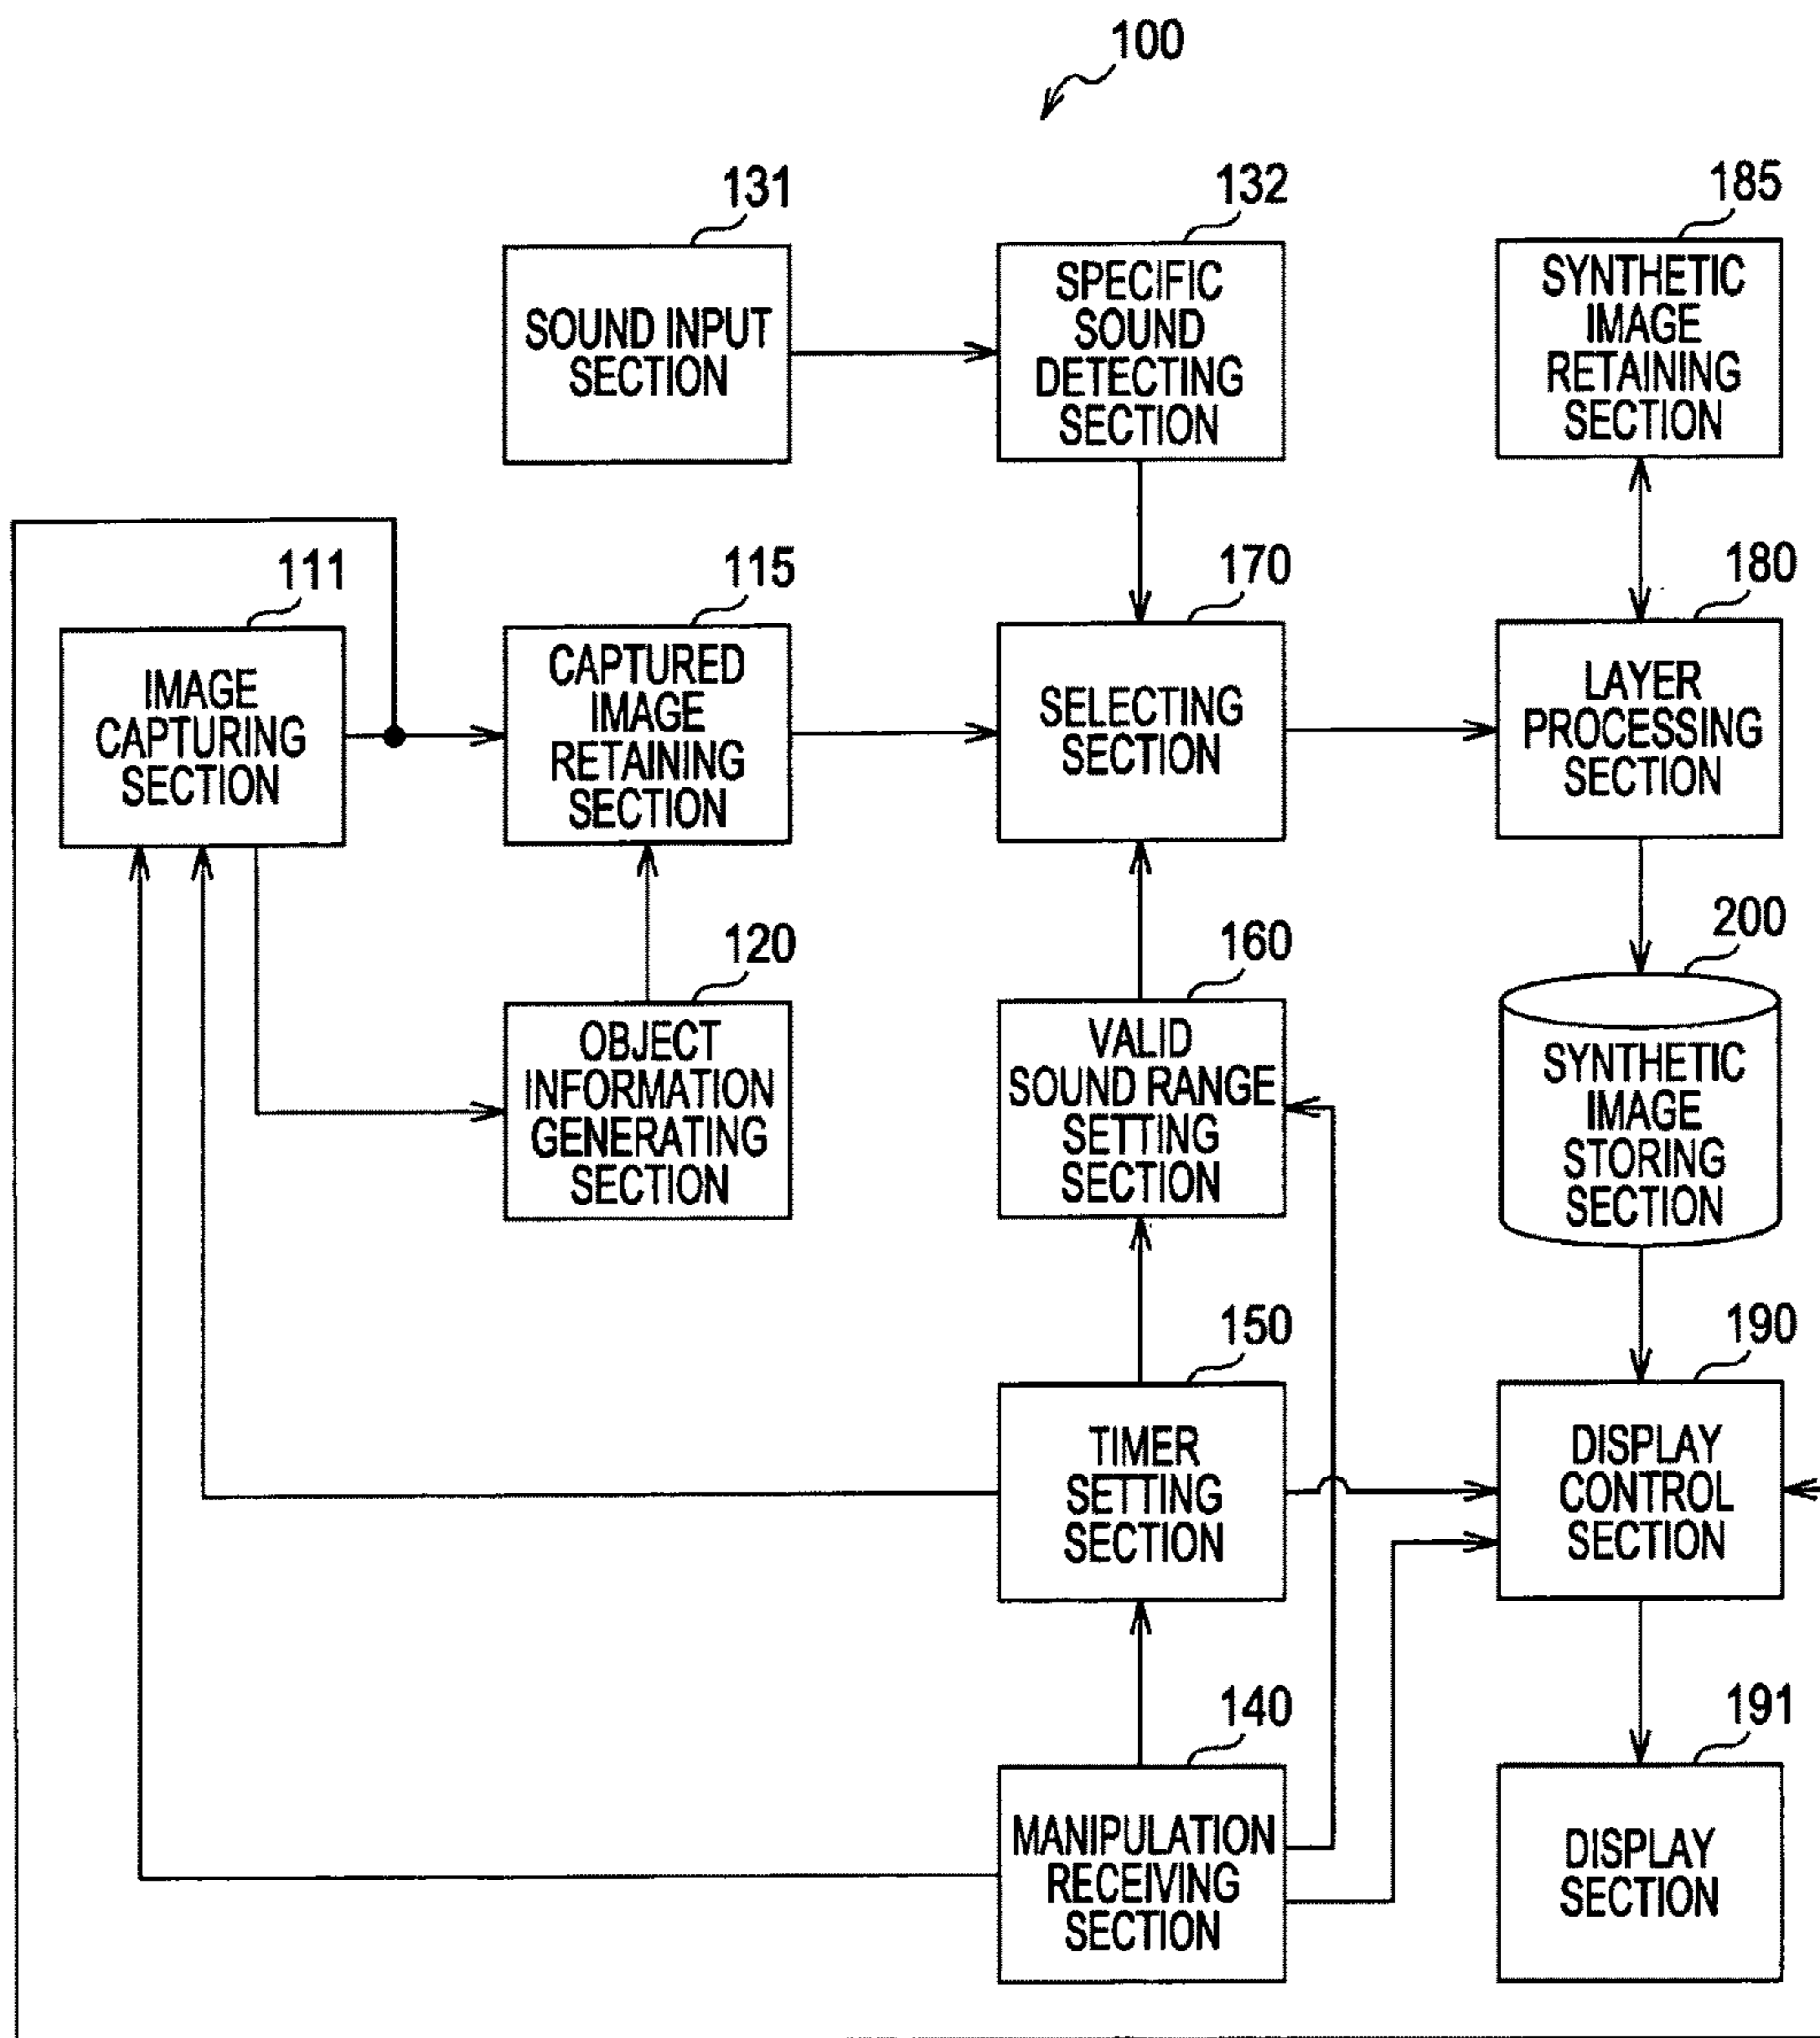 100
131
SOUND INPUT
SECTION
132
SPECIFIC
SOUND
DETECTING
SECTION
185
SYNTHETIC
IMAGE
RETAINING
SECTION
111
IMAGE
CAPTURING
SECTION
115
CAPTURED
IMAGE
RETAINING
SECTION
170
SELECTING
SECTION
180
LAYER
PROCESSING
SECTION
120
OBJECT
INFORMATION
GENERATING
SECTION
160
VALID
SOUND RANGE
SETTING
SECTION
200
SYNTHETIC
IMAGE
STORING
SECTION
150
TIMER
SETTING
SECTION
190
DISPLAY
CONTROL
SECTION
140
MANIPULATION
RECEIVING
SECTION
191
DISPLAY
SECTION